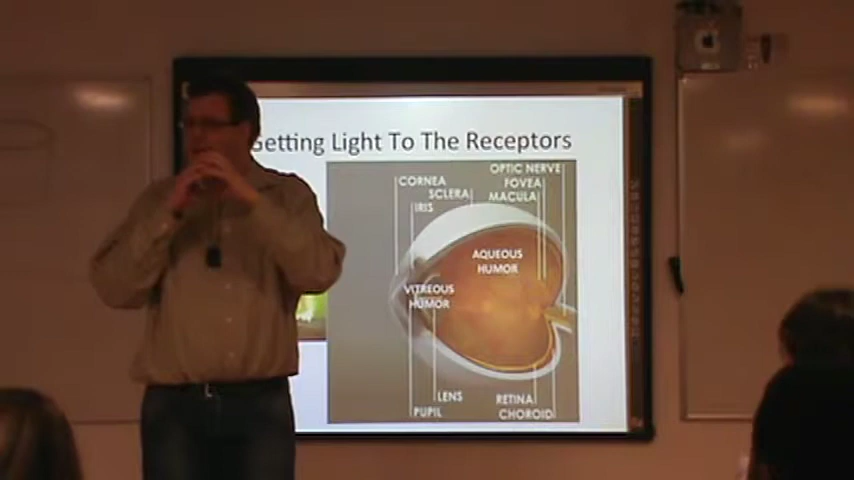 Getting Light To The Receptors
OPTIC NERVE
CORNEA
FOVEA
SCLERA
MACULA
IRIS
AQUEOUS
HUMOR
VITREOUS
HUMOR
LENS
RETINA
PUPIL
CHOROID